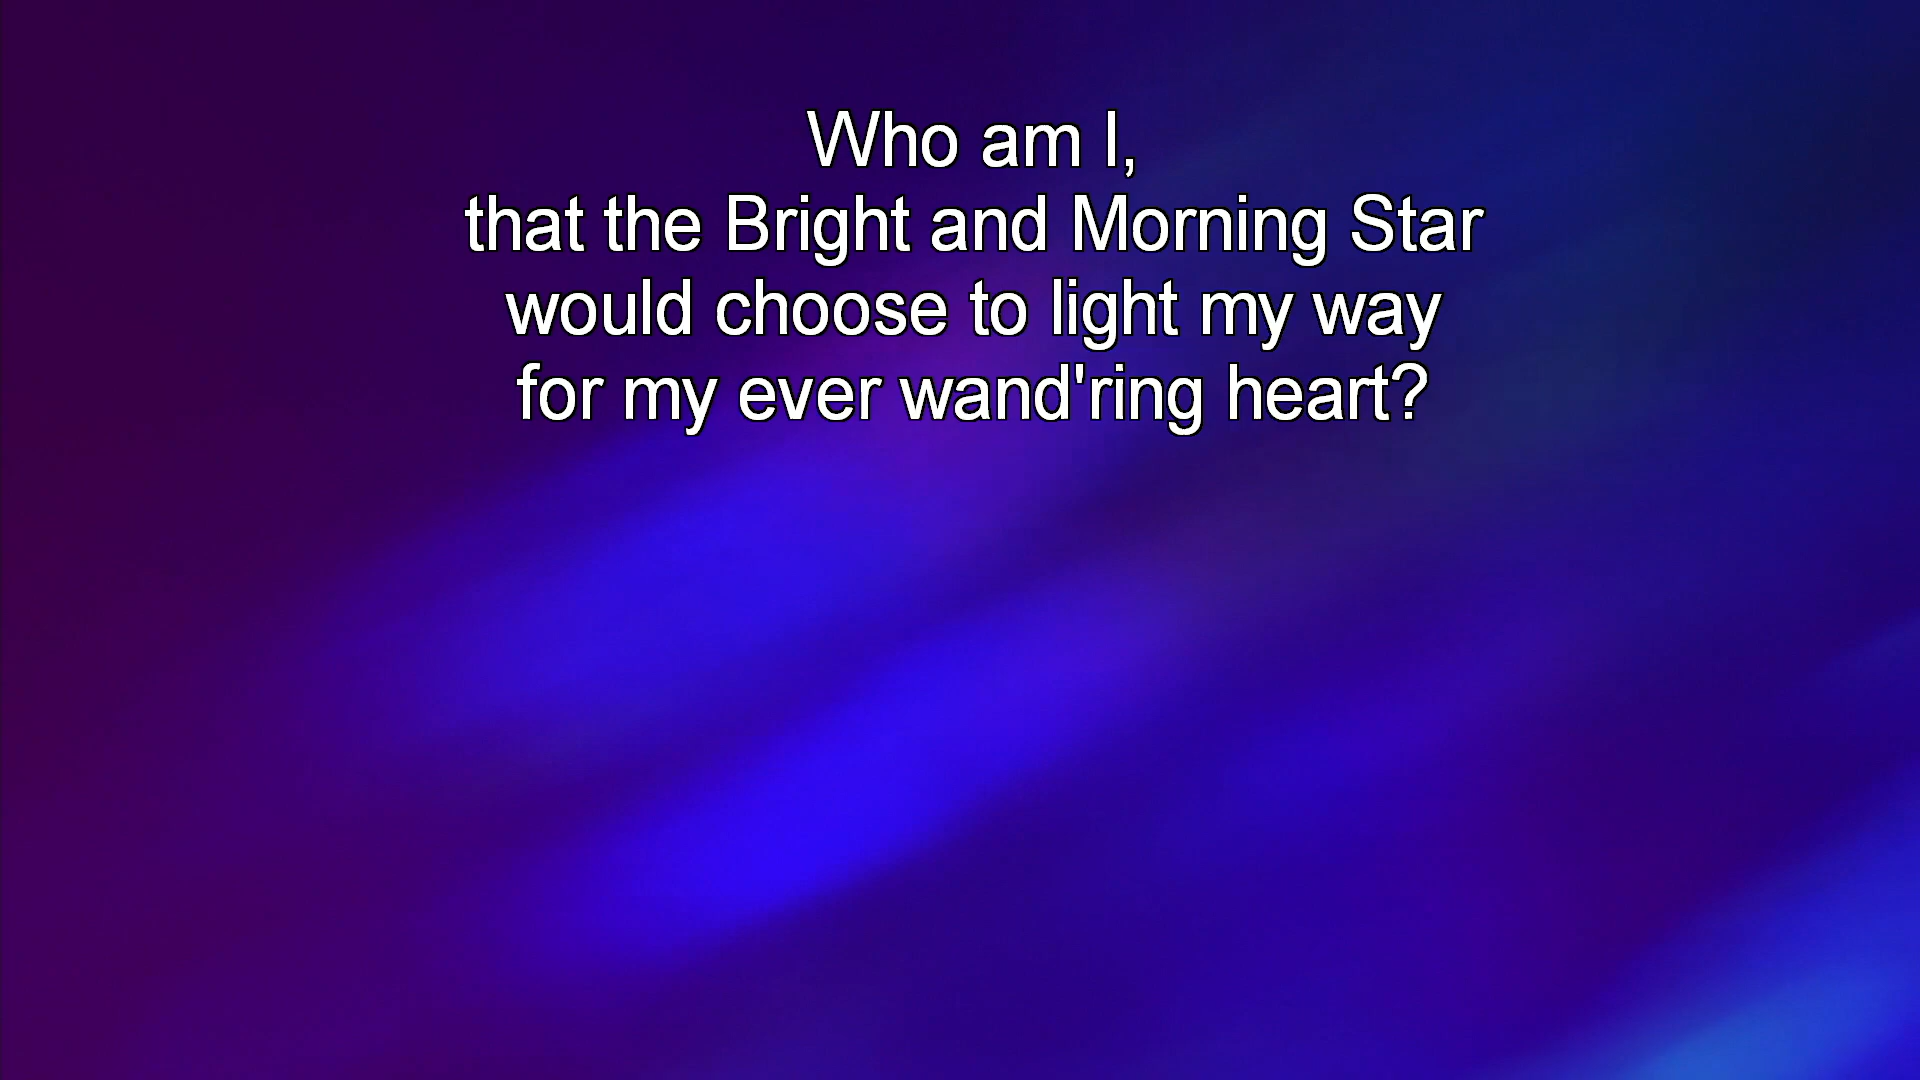 Who am I,
that the Bright and Morning Star
would choose to light my way
for my ever wand'ring heart?